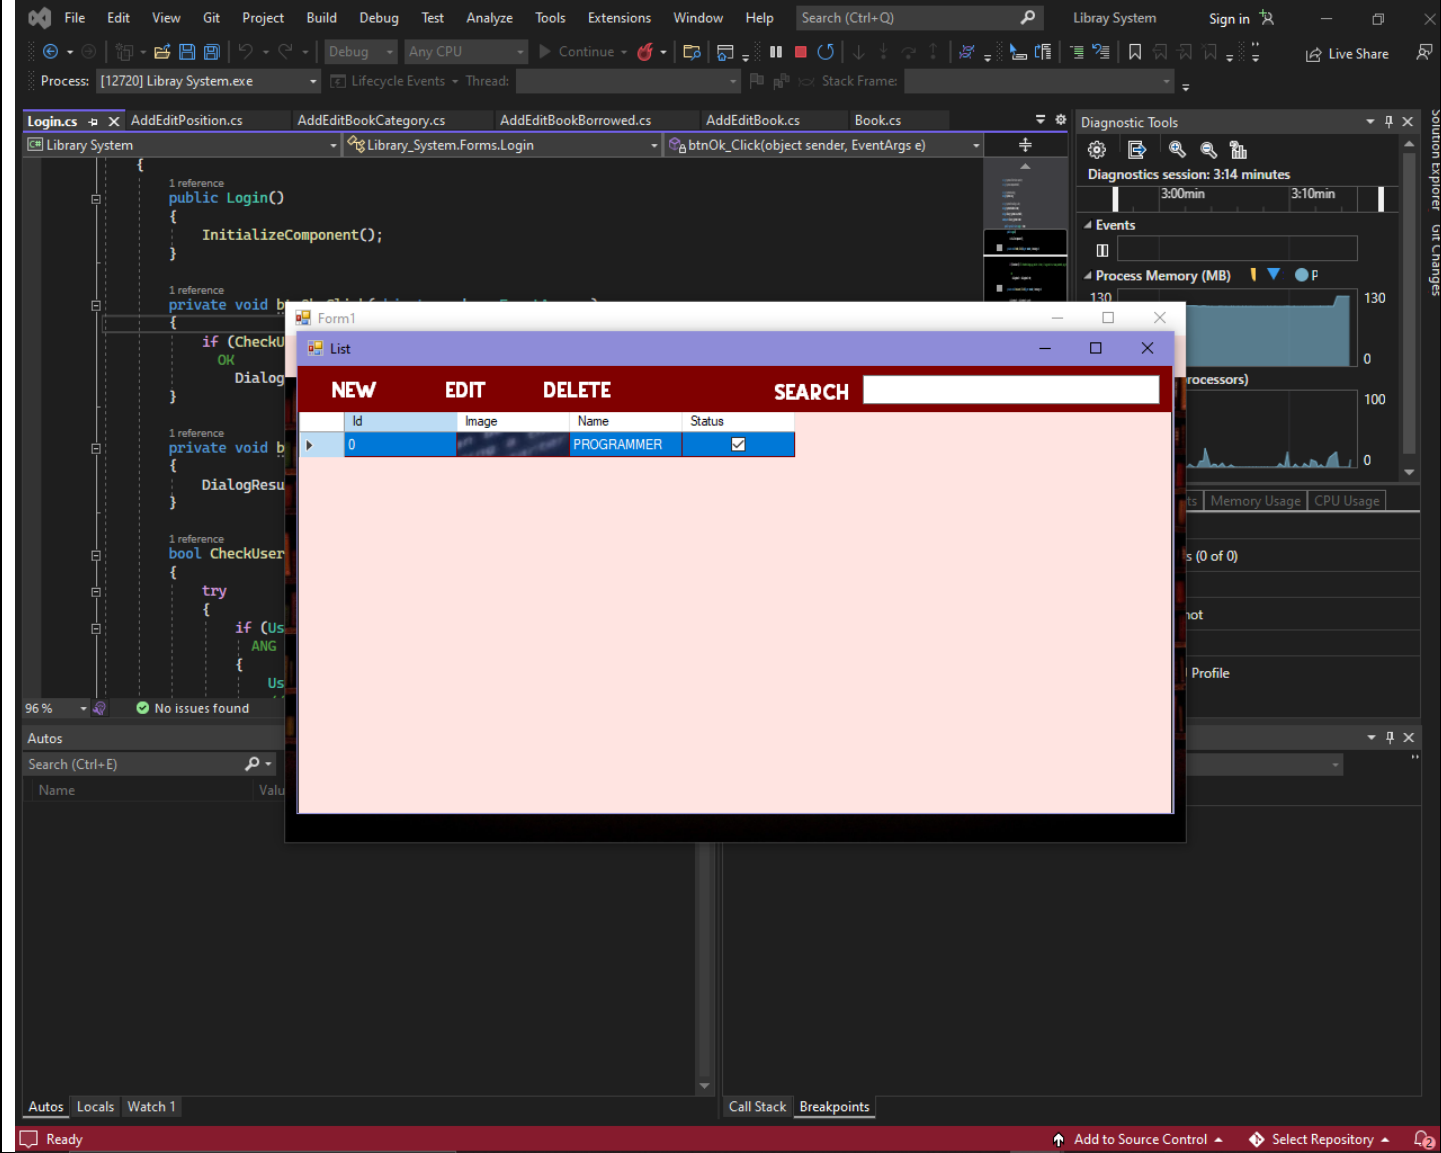 File Edit View Git Project Build Debug Test Analyze Tools Extensions Window Help Search (Ctrl+Q) Libray System Sign in
Debug Any CPU Continue Live Share
Process: [12720] Libray System.exe Lifecycle Events Thread: Stack Frame:
Login.cs AddEditPosition.cs AddEditBookCategory.cs AddEditBookBorrowed.cs AddEditBook.cs Book.cs
Library System Library_System.Forms.Login btnOk_Click(object sender, EventArgs e)
{
1 reference
public Login()
{
InitializeComponent();
}
1 reference
private void
{
if (CheckU
OK
Dialog
}
1 reference
private void b
{
DialogResu
}
1 reference
bool CheckUser
{
try
{
if (Us
ANG
{
Us
96 % No issues found
Form1
List
NEW EDIT DELETE SEARCH
Id Image Name Status
0 PROGRAMMER
Diagnostic Tools
Diagnostics session: 3:14 minutes
3:00min 3:10min
Events
Process Memory (MB) P
130 130
0
rocessors)
100
0
ts Memory Usage CPU Usage
s (0 of 0)
hot
Profile
Solution Explorer
Git Changes
Autos
Search (Ctrl+E)
Name Valu
Autos Locals Watch 1
Call Stack Breakpoints
Ready Add to Source Control Select Repository 2